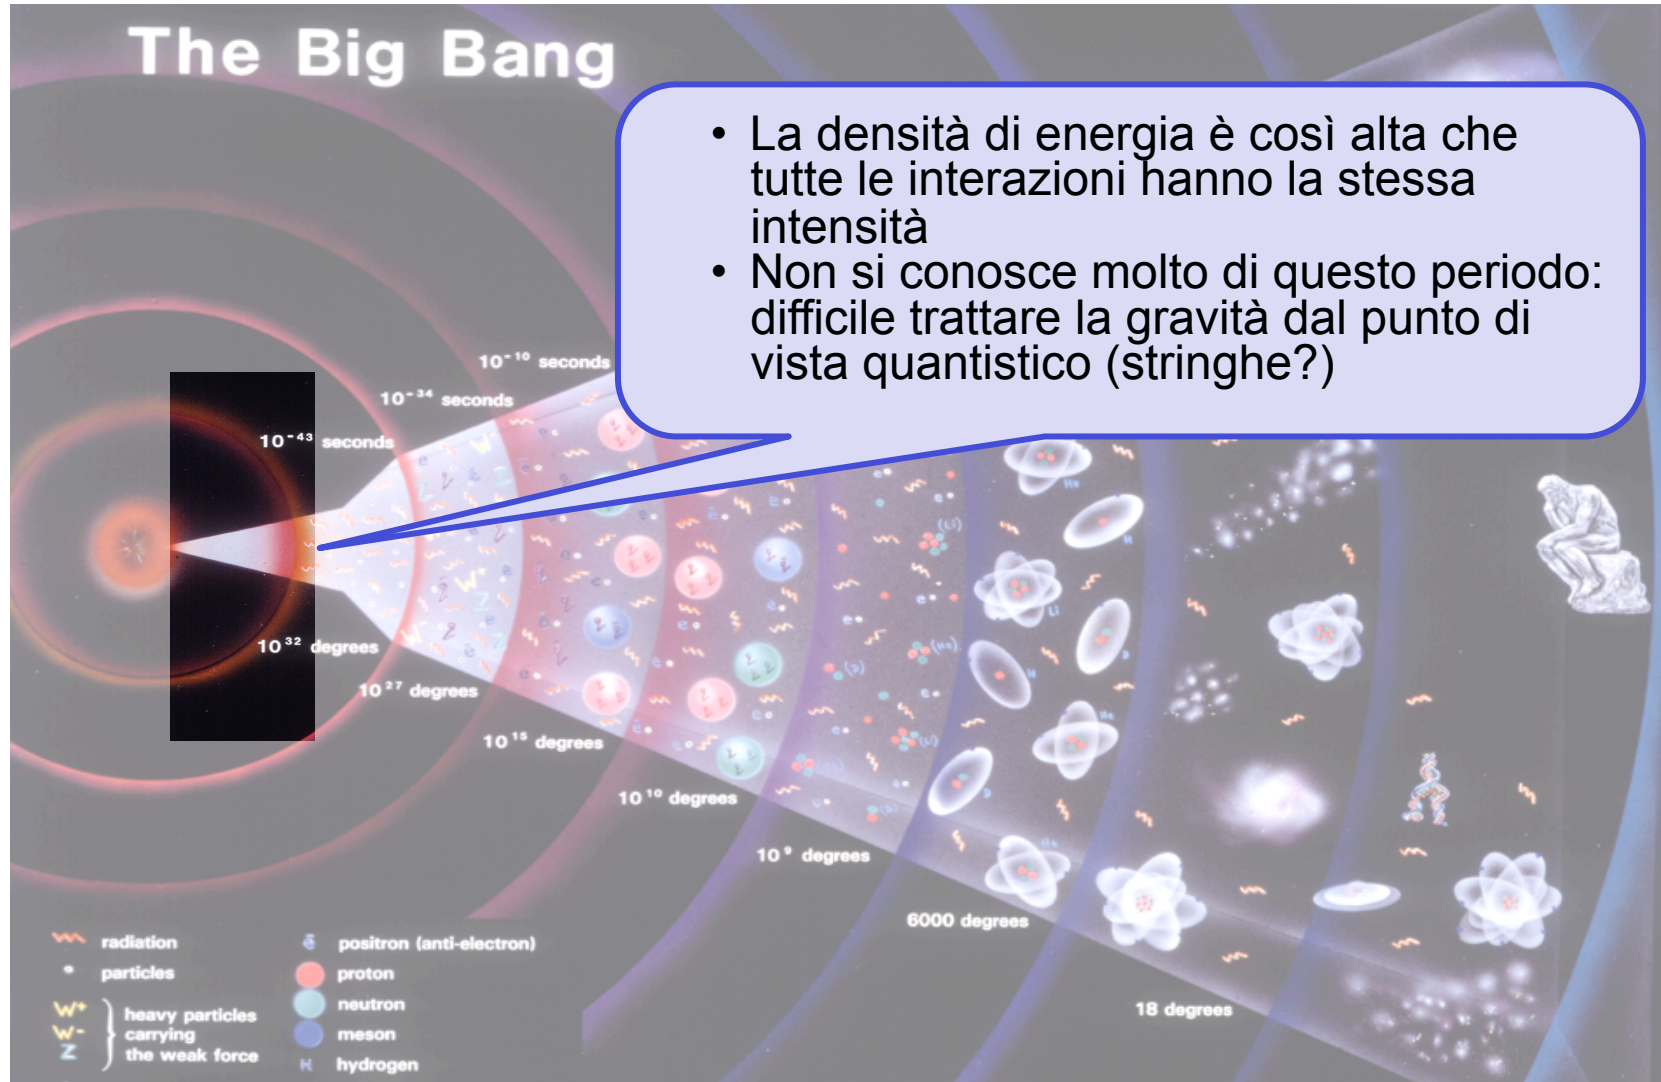 The Big Bang
• La densità di energia è così alta che
tutte le interazioni hanno la stessa
intensità
• Non si conosce molto di questo periodo:
difficile trattare la gravità dal punto di
vista quantistico (stringhe?)
10⁻¹⁰ seconds
10⁻³⁴ seconds
10⁻⁴³ seconds
10³² degrees
10²⁷ degrees
10¹⁵ degrees
10¹⁰ degrees
10⁹ degrees
6000 degrees
18 degrees
radiation
particles
W⁺
W⁻
Z
heavy particles
carrying
the weak force
ē positron (anti-electron)
proton
neutron
meson
H hydrogen